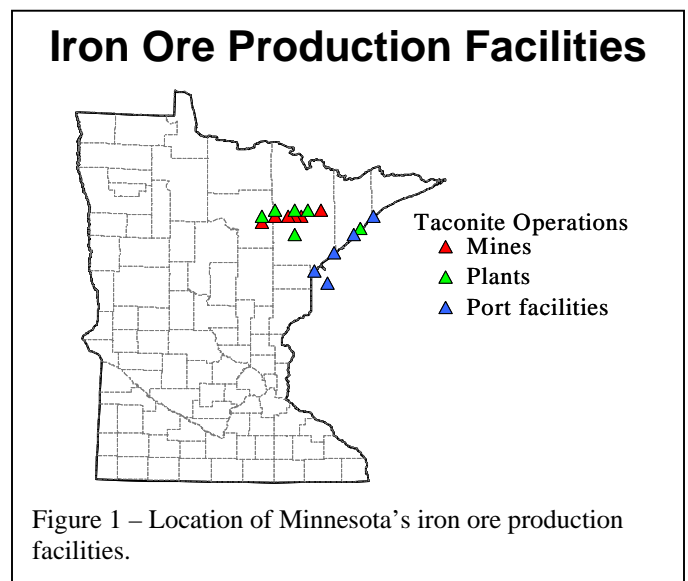 Iron Ore Production Facilities
Taconite Operations
Mines
Plants
Port facilities
Figure 1 – Location of Minnesota’s iron ore production
facilities.